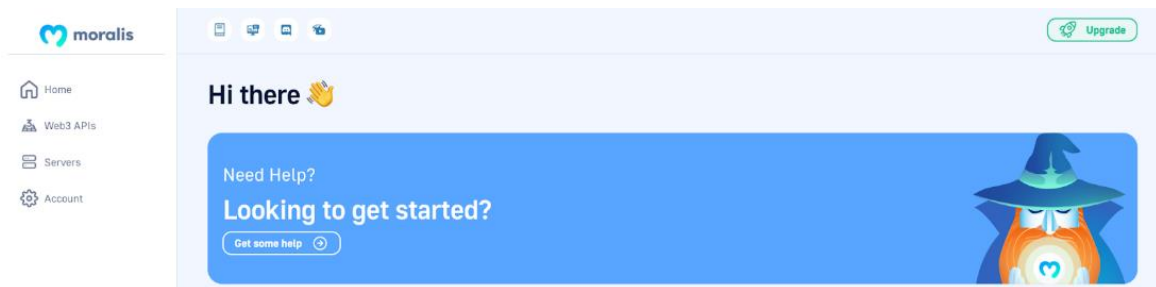 moralis
Upgrade
Home
Web3 APIs
Servers
Account
Hi there 👋
Need Help?
Looking to get started?
Get some help